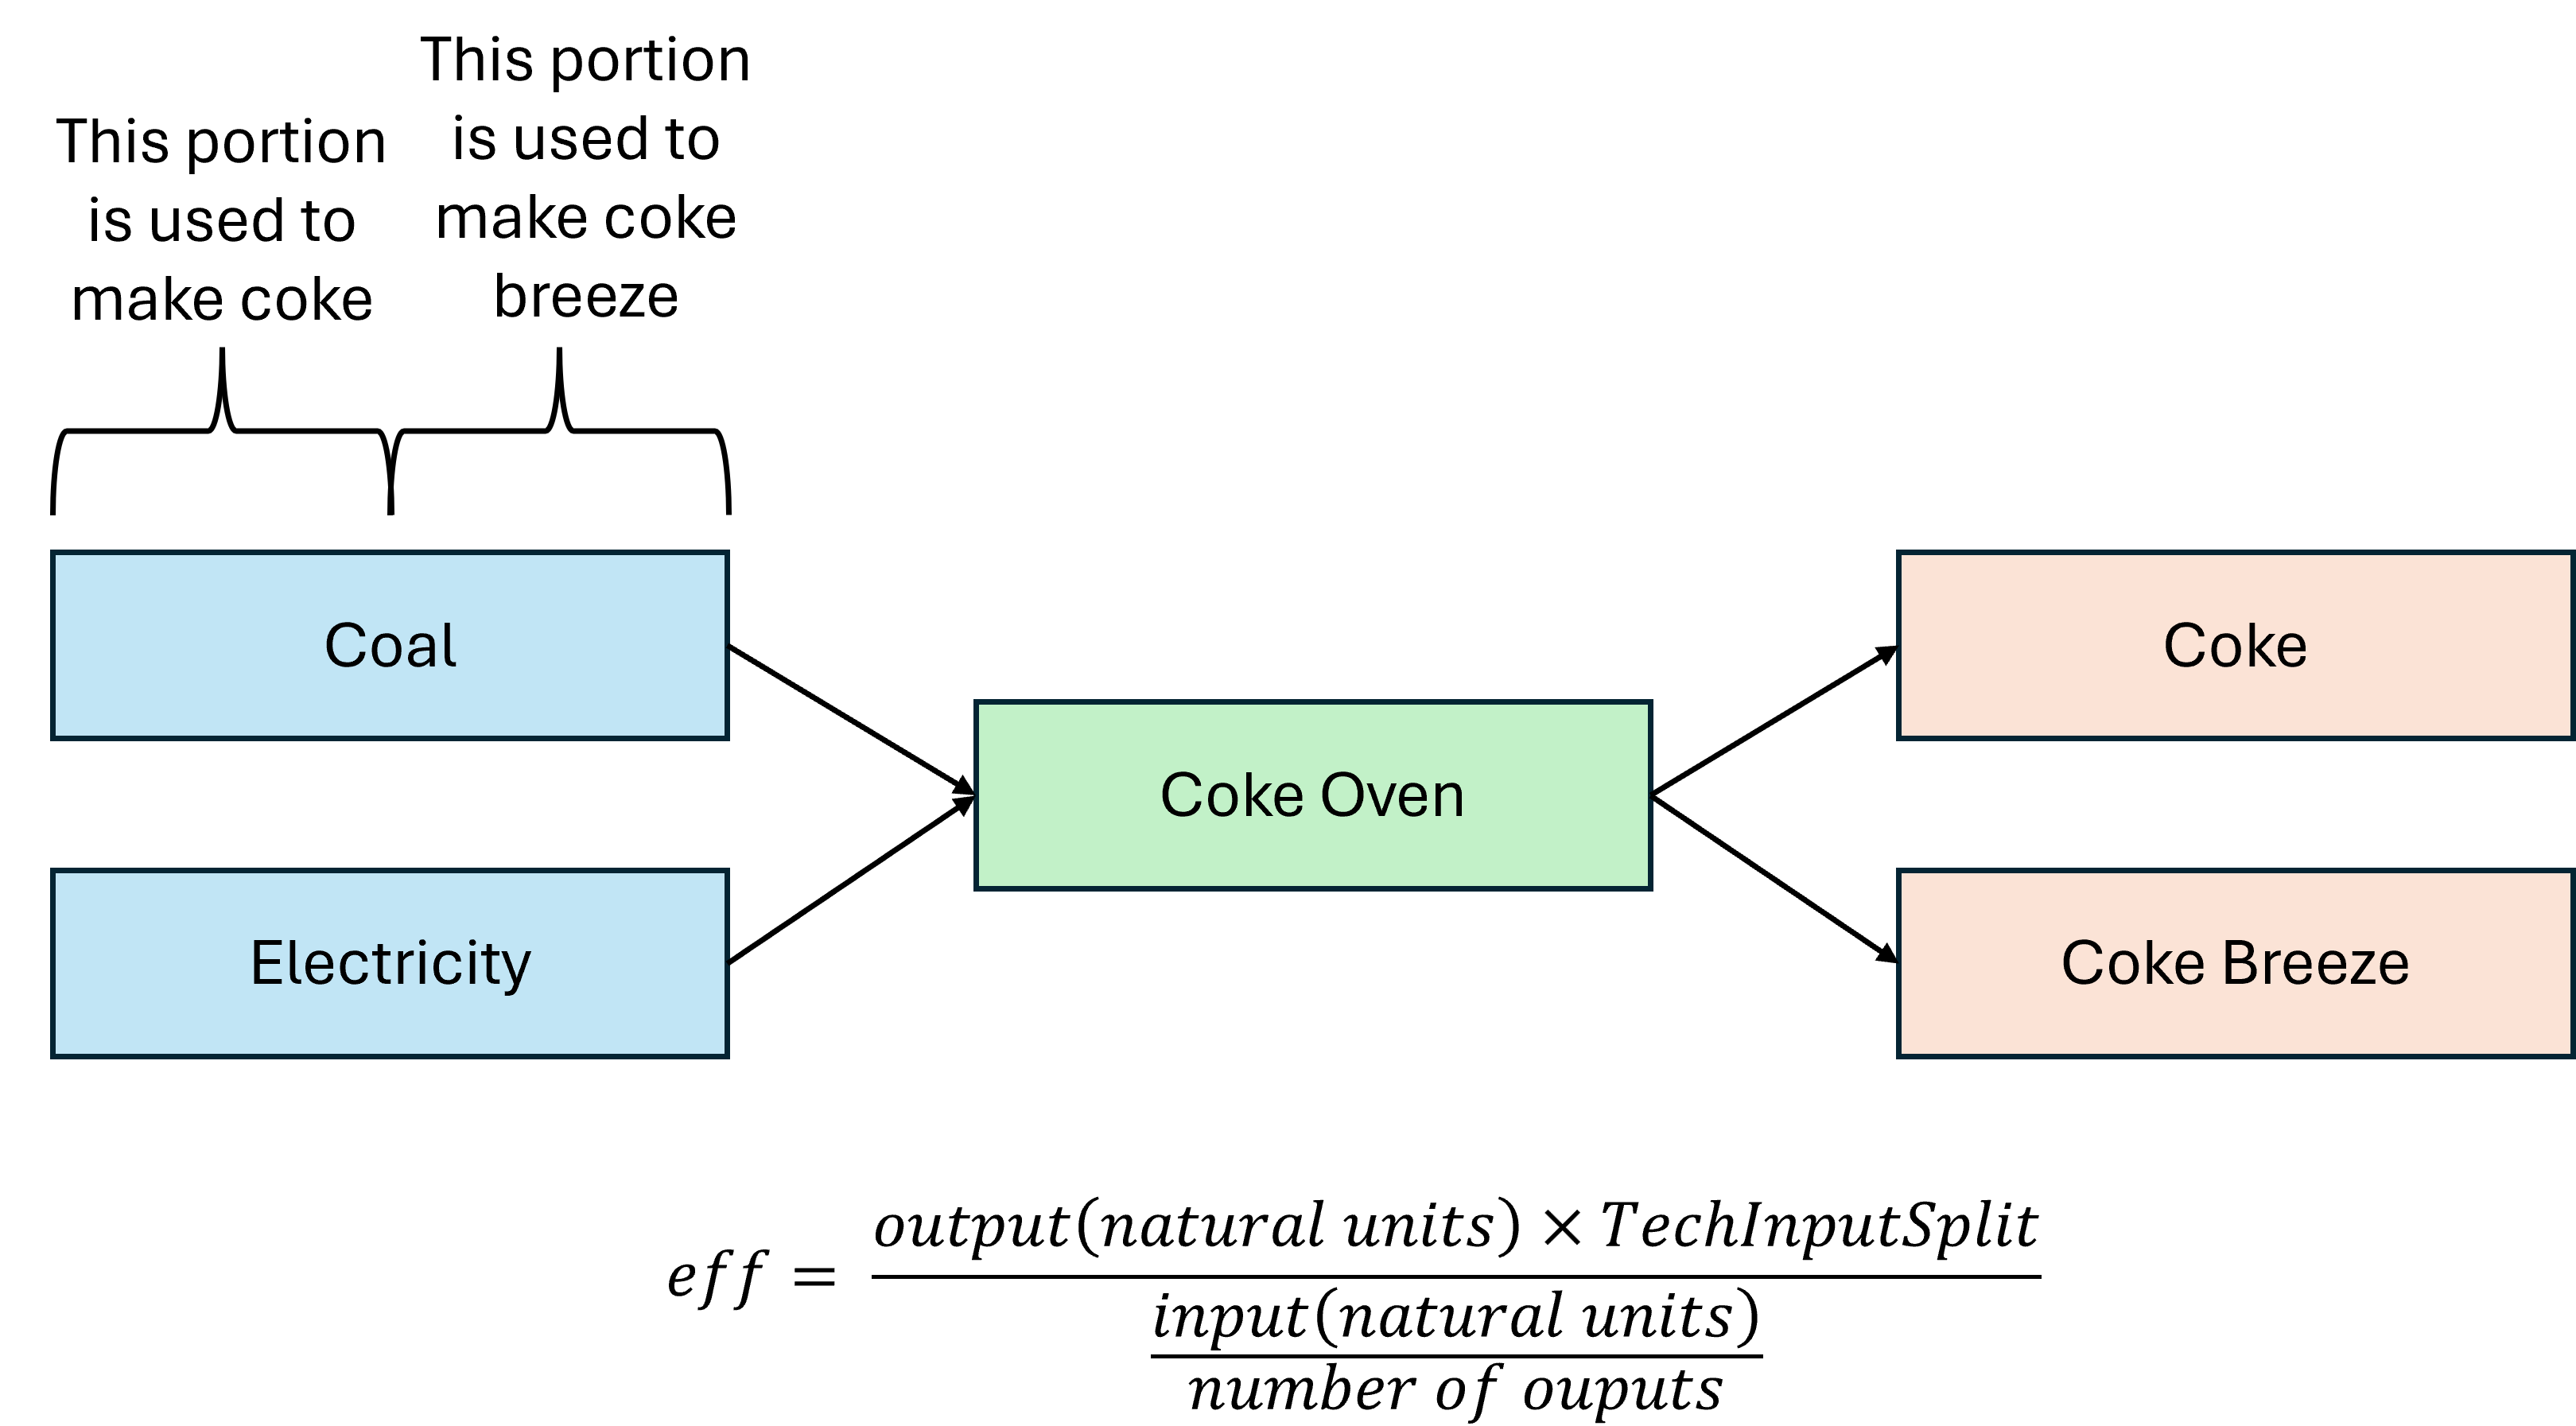 This portion
is used to
make coke
This portion
is used to
make coke
breeze
Coal
Coke
Coke Oven
Electricity
Coke Breeze
eff = output(natural units) × TechInputSplit
input(natural units)
number of ouputs